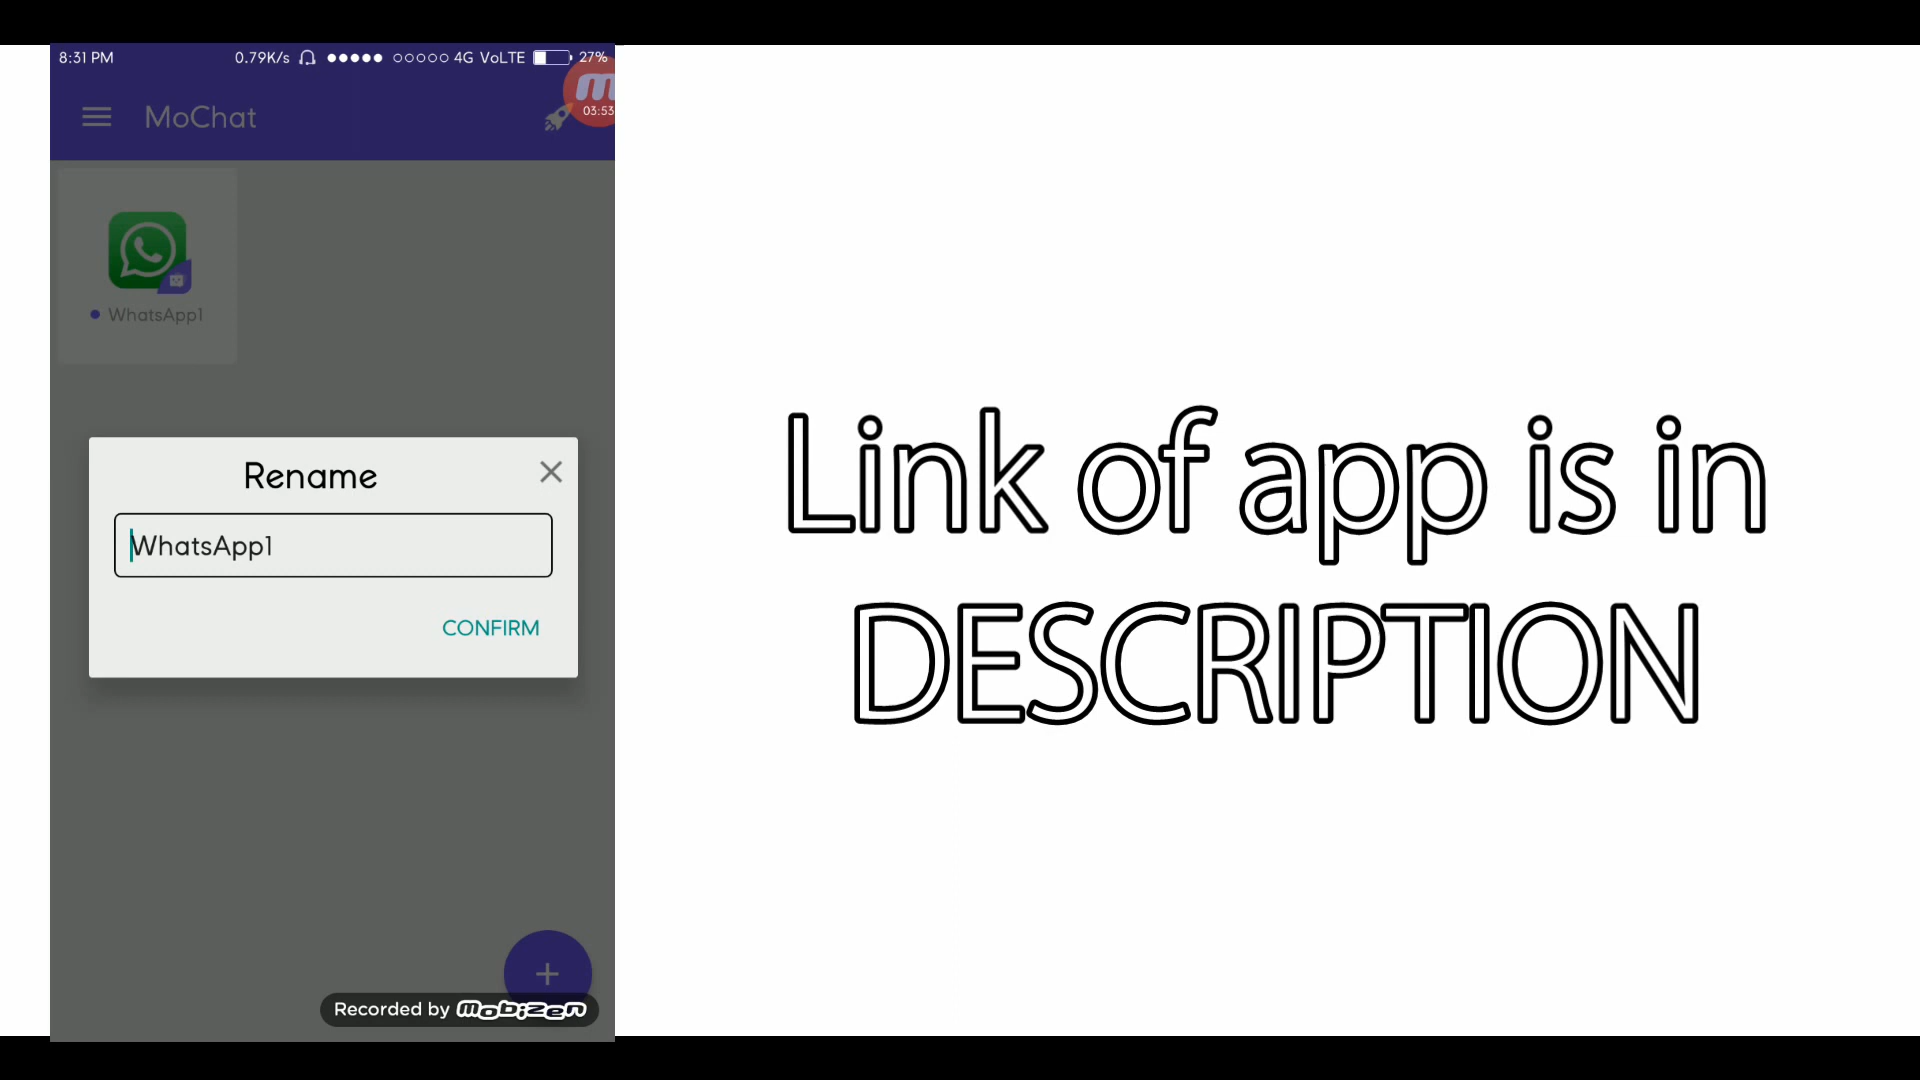 8:31 PM 0.79K/s 4G VoLTE 27%
MoChat
03:53
WhatsApp1
Rename
WhatsApp1
CONFIRM
+
Recorded by mobizen
Link of app is in
DESCRIPTION